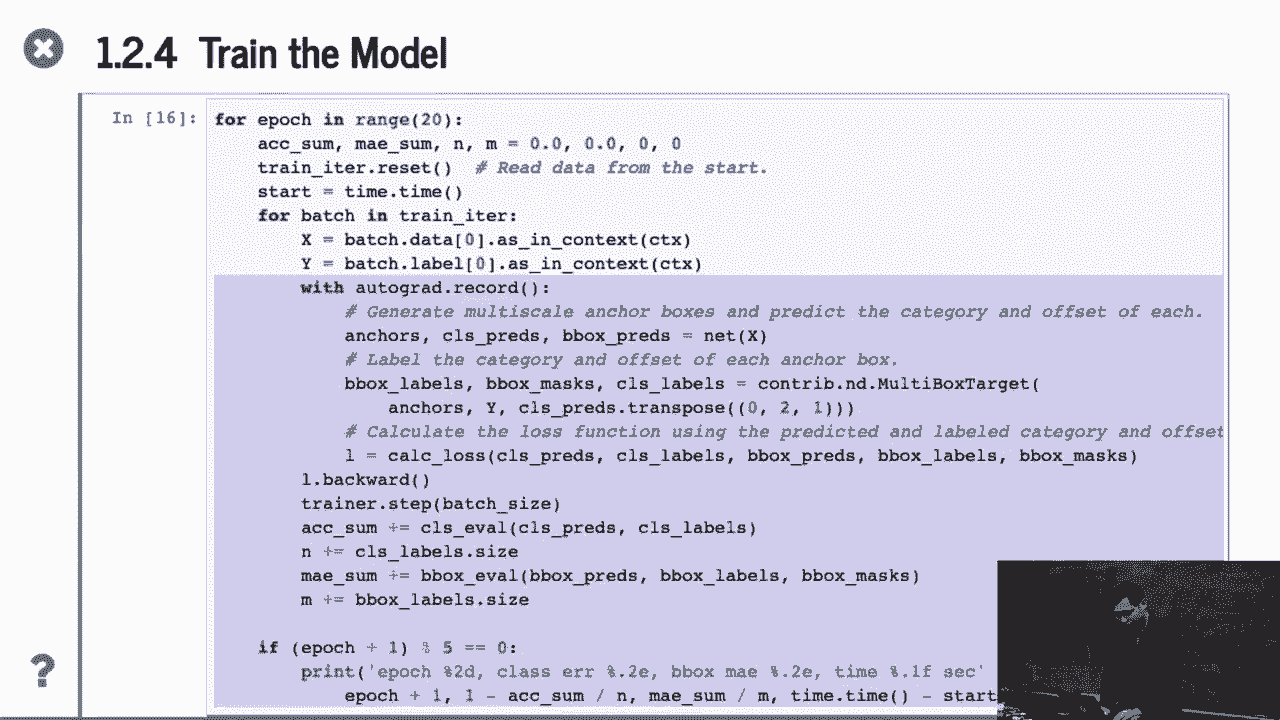 1.2.4 Train the Model
In [16]:
for epoch in range(20):
    acc_sum, mae_sum, n, m = 0.0, 0.0, 0, 0
    train_iter.reset()  # Read data from the start.
    start = time.time()
    for batch in train_iter:
        X = batch.data[0].as_in_context(ctx)
        Y = batch.label[0].as_in_context(ctx)
        with autograd.record():
            # Generate multiscale anchor boxes and predict the category and offset of each.
            anchors, cls_preds, bbox_preds = net(X)
            # Label the category and offset of each anchor box.
            bbox_labels, bbox_masks, cls_labels = contrib.nd.MultiBoxTarget(
                anchors, Y, cls_preds.transpose((0, 2, 1)))
            # Calculate the loss function using the predicted and labeled category and offset
            l = calc_loss(cls_preds, cls_labels, bbox_preds, bbox_labels, bbox_masks)
        l.backward()
        trainer.step(batch_size)
        acc_sum += cls_eval(cls_preds, cls_labels)
        n += cls_labels.size
        mae_sum += bbox_eval(bbox_preds, bbox_labels, bbox_masks)
        m += bbox_labels.size
    if (epoch + 1) % 5 == 0:
        print('epoch %2d, class err %.2e, bbox mae %.2e, time %.1f sec'
            epoch + 1, 1 - acc_sum / n, mae_sum / m, time.time() - start
?